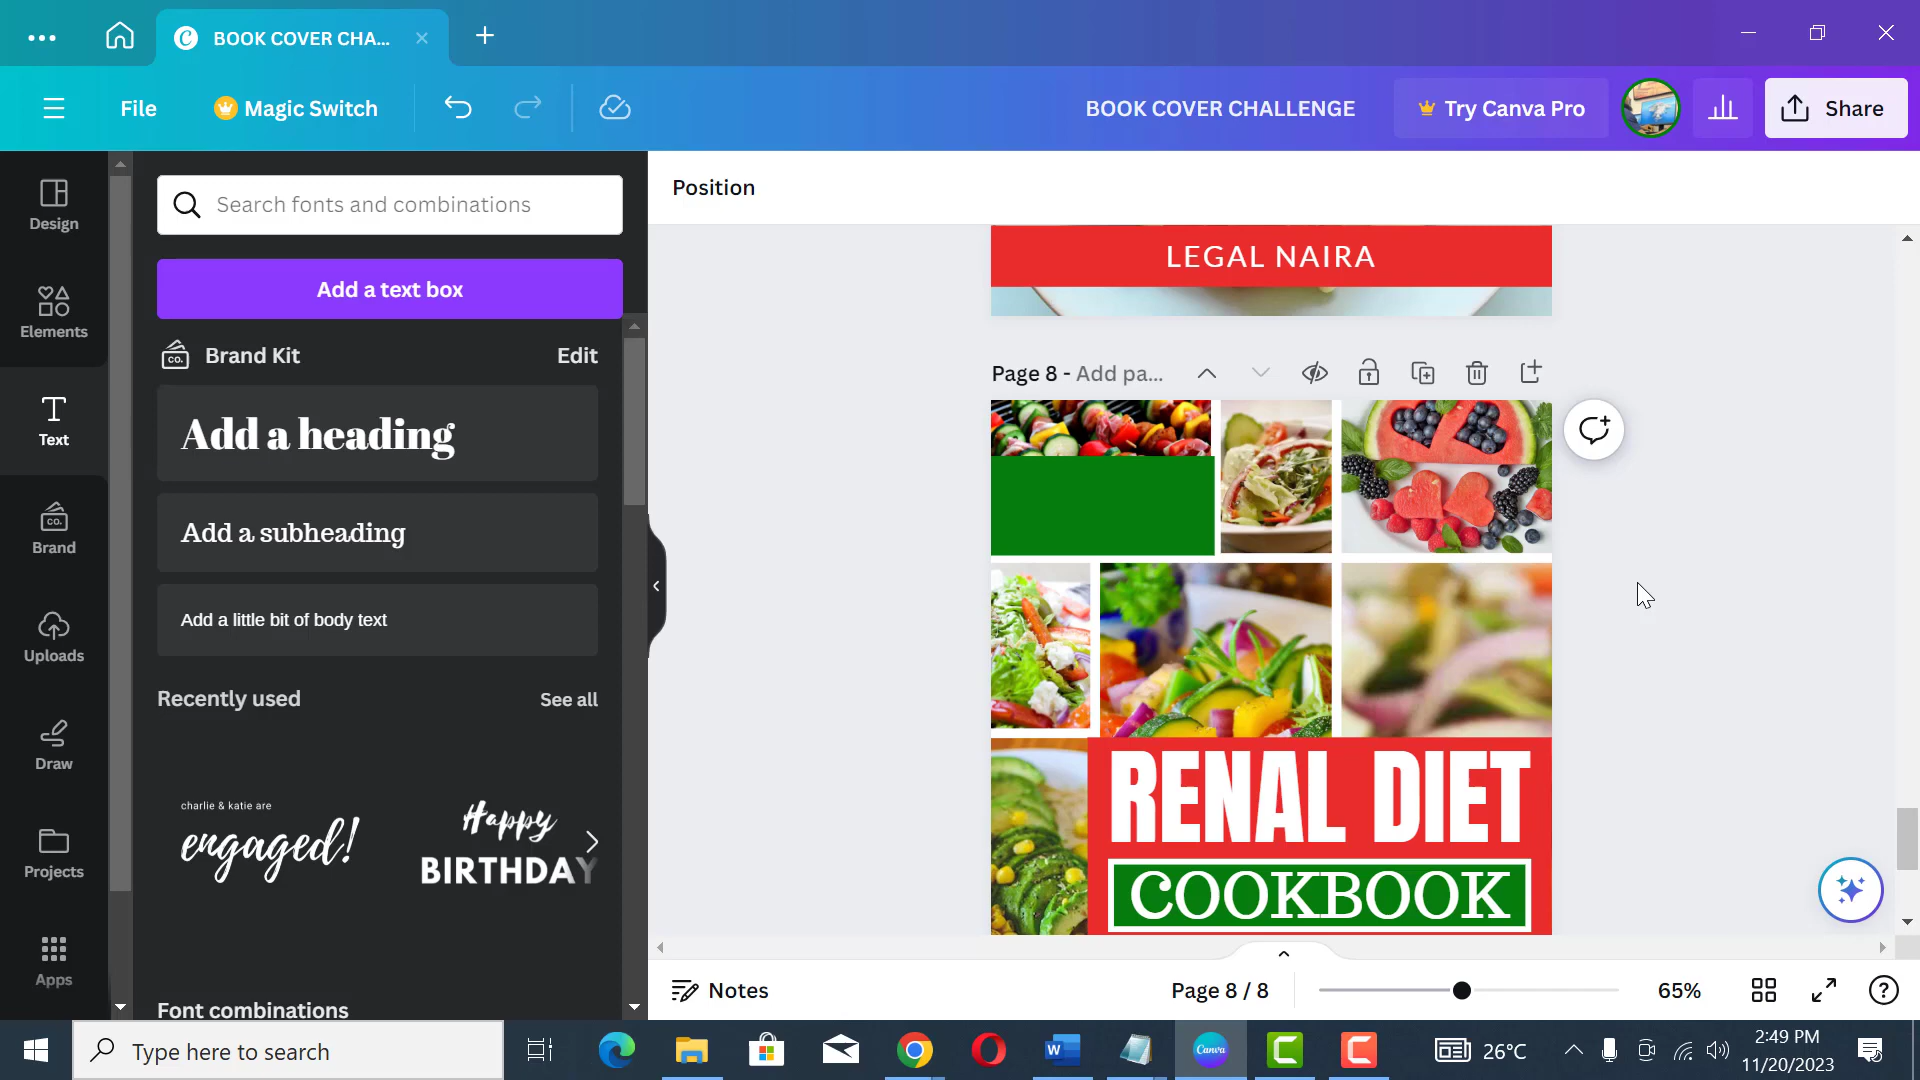 BOOK COVER CHA...
File
Magic Switch
BOOK COVER CHALLENGE
Try Canva Pro
Share
Design
Elements
Text
Brand
Uploads
Draw
Projects
Apps
Search fonts and combinations
Add a text box
CO.
Brand Kit
Edit
Add a heading
Add a subheading
Add a little bit of body text
Recently used
See all
charlie & katie are
engaged!
Happy
BIRTHDAY
Font combinations
Position
LEGAL NAIRA
Page 8 - Add pa...
RENAL DIET
COOKBOOK
Notes
Page 8 / 8
65%
Type here to search
Canva
26°C
2:49 PM
11/20/2023